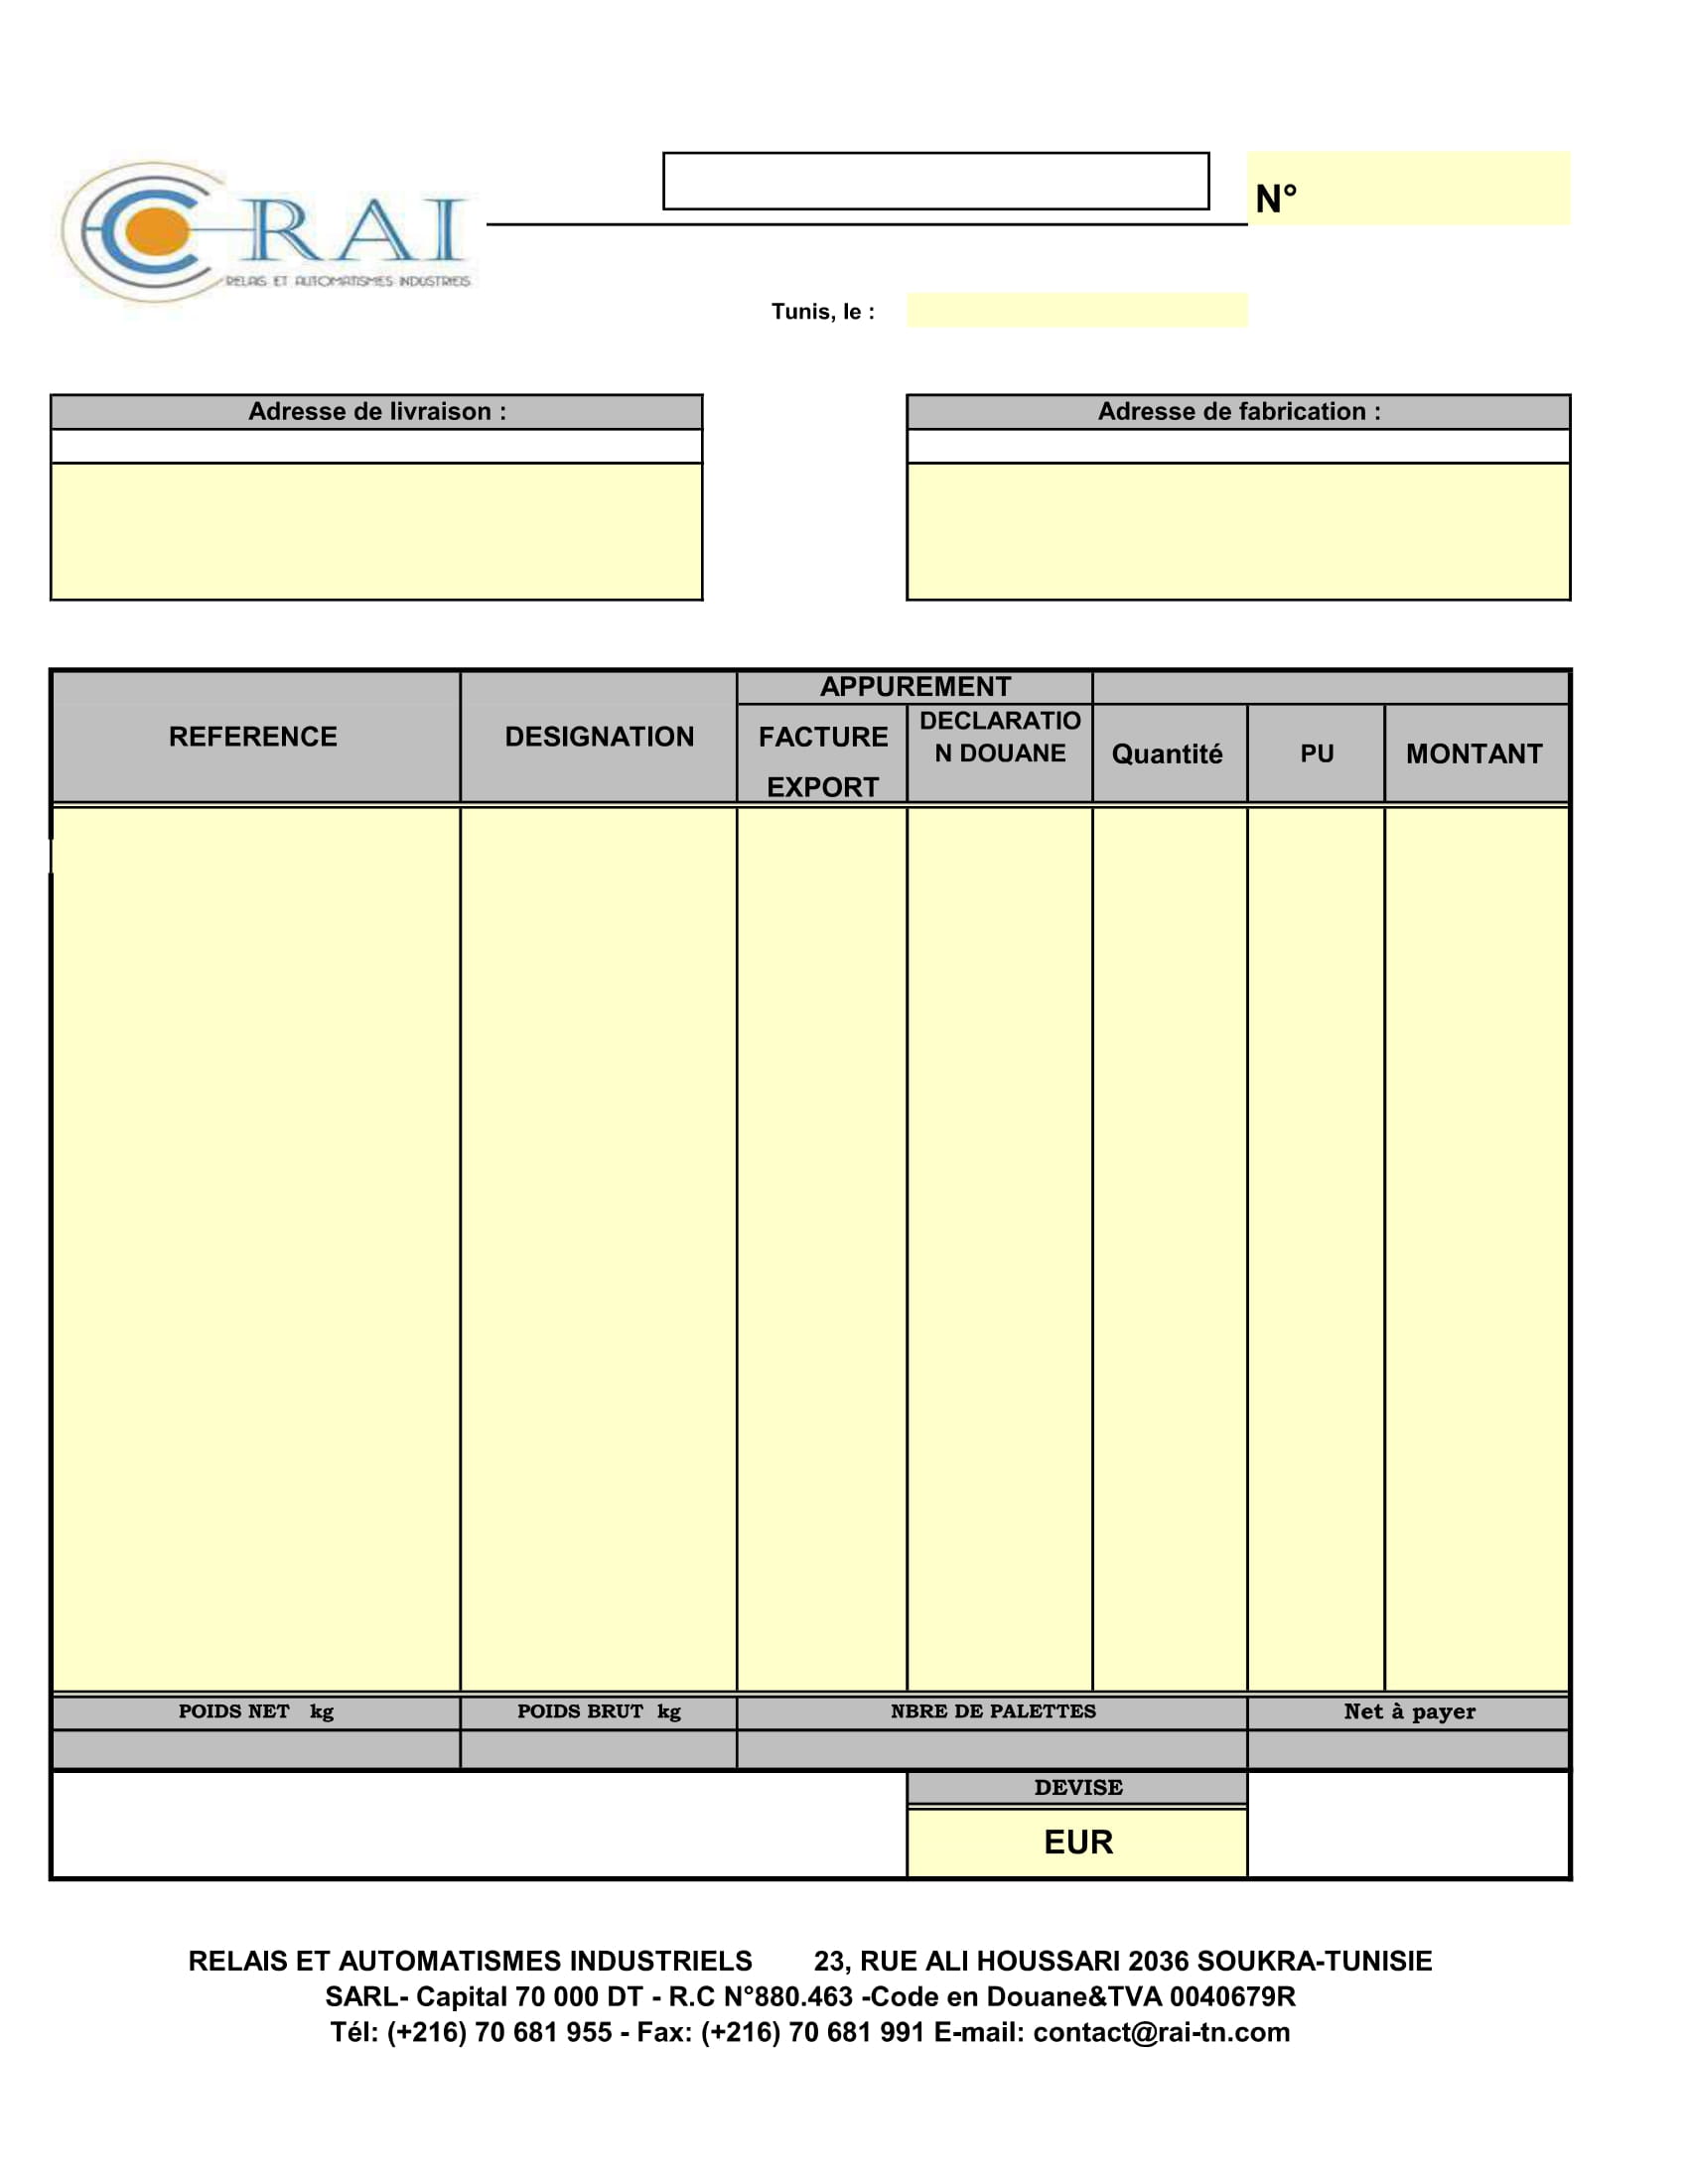 N°
RAI
RELAIS ET AUTOMATISMES INDUSTRIELS
Tunis, le :
Adresse de livraison :
Adresse de fabrication :
REFERENCE
DESIGNATION
APPUREMENT
FACTURE
EXPORT
DECLARATIO
N DOUANE
Quantité
PU
MONTANT
POIDS NET kg
POIDS BRUT kg
NBRE DE PALETTES
Net à payer
DEVISE
EUR
RELAIS ET AUTOMATISMES INDUSTRIELS 23, RUE ALI HOUSSARI 2036 SOUKRA-TUNISIE
SARL- Capital 70 000 DT - R.C N°880.463 -Code en Douane&TVA 0040679R
Tél: (+216) 70 681 955 - Fax: (+216) 70 681 991 E-mail: contact@rai-tn.com